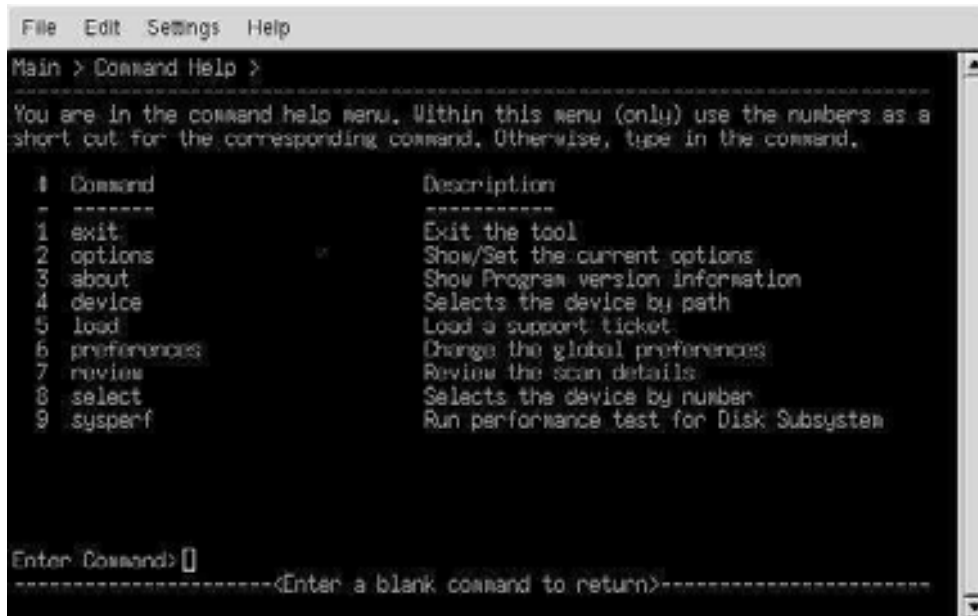 File Edit Settings Help
Main > Command Help >
--------------------------------------------------------------------------------
You are in the command help menu. Within this menu (only) use the numbers as a
short cut for the corresponding command. Otherwise, type in the command.
# Command Description
- ------- -----------
1 exit Exit the tool
2 options Show/Set the current options
3 about Show Program version information
4 device Selects the device by path
5 load Load a support ticket
6 preferences Change the global preferences
7 review Review the scan details
8 select Selects the device by number
9 sysperf Run performance test for Disk Subsystem
Enter Command>
----------------------<Enter a blank command to return>-----------------------